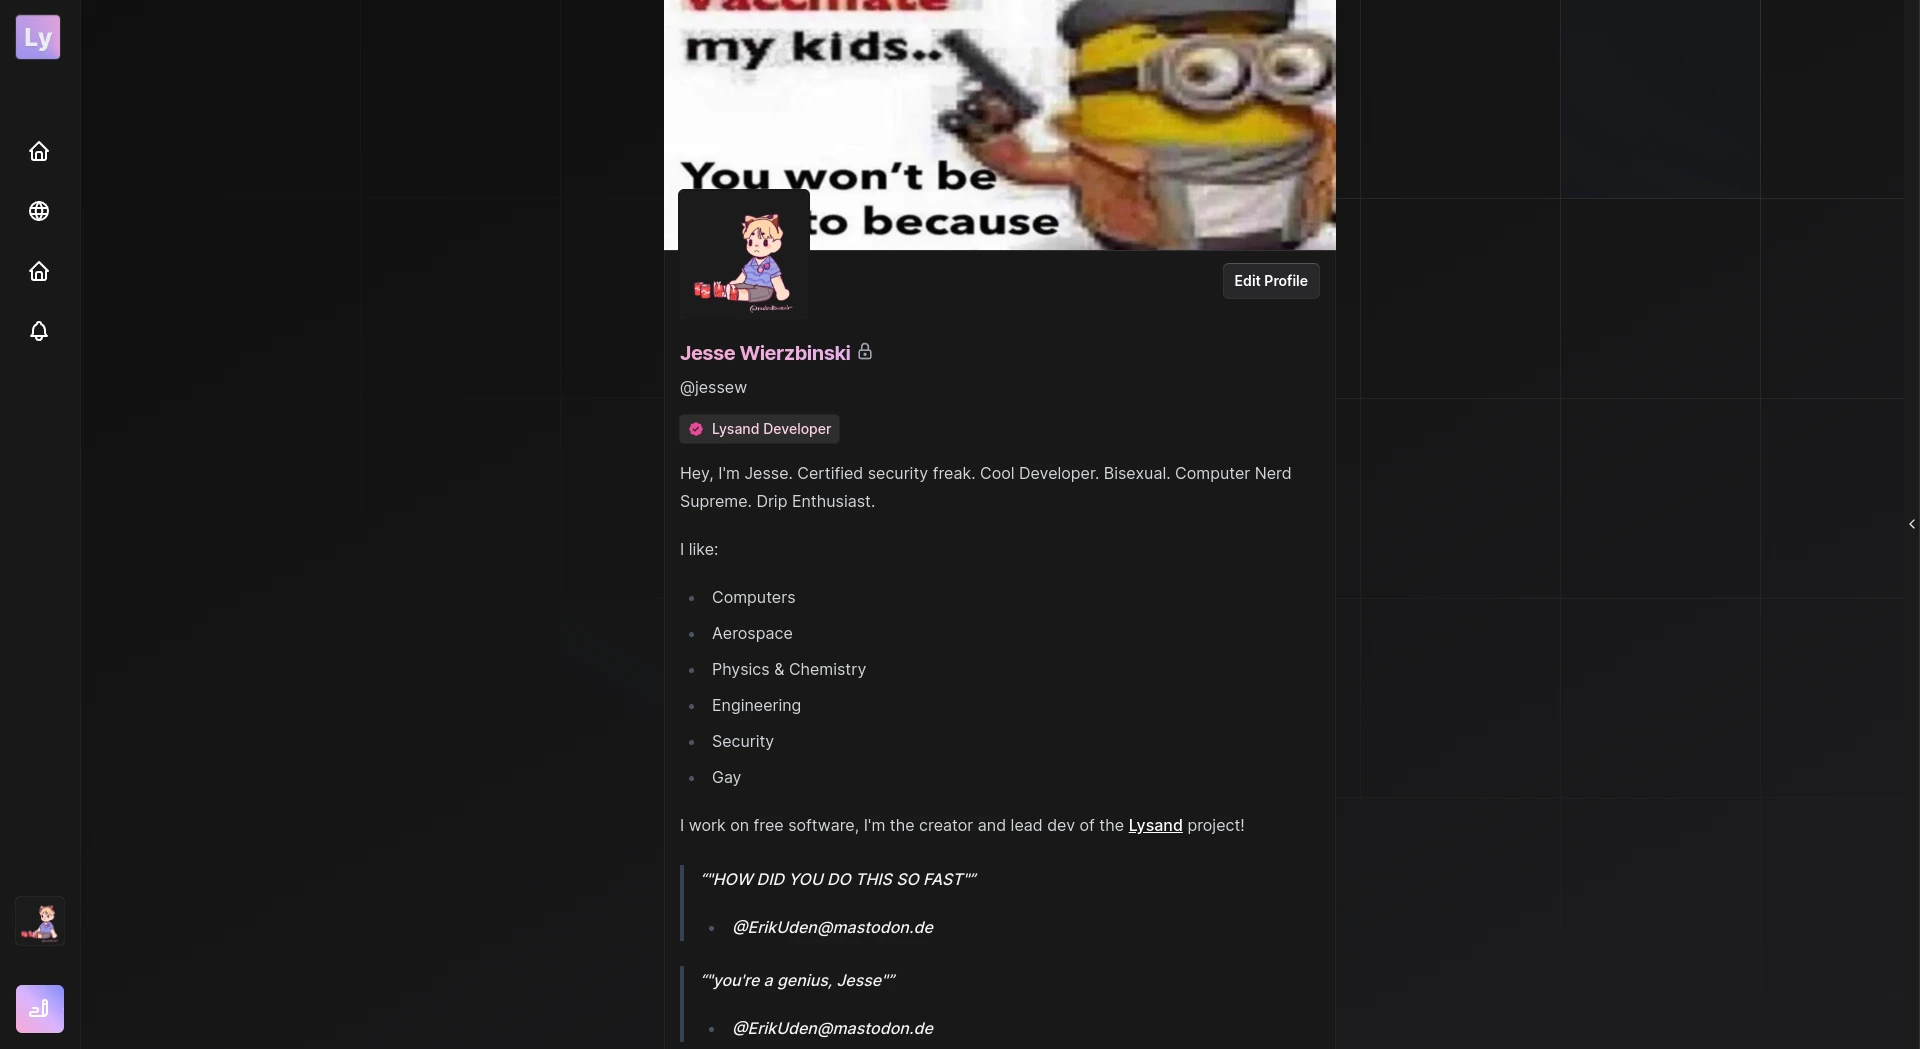 Ly
Vaccinate
my kids..
You won't be
to because
Edit Profile
Jesse Wierzbinski
@jessew
Lysand Developer
Hey, I'm Jesse. Certified security freak. Cool Developer. Bisexual. Computer Nerd
Supreme. Drip Enthusiast.
I like:
• Computers
• Aerospace
• Physics & Chemistry
• Engineering
• Security
• Gay
I work on free software, I'm the creator and lead dev of the Lysand project!
“"HOW DID YOU DO THIS SO FAST"”
• @ErikUden@mastodon.de
“"you're a genius, Jesse"”
• @ErikUden@mastodon.de